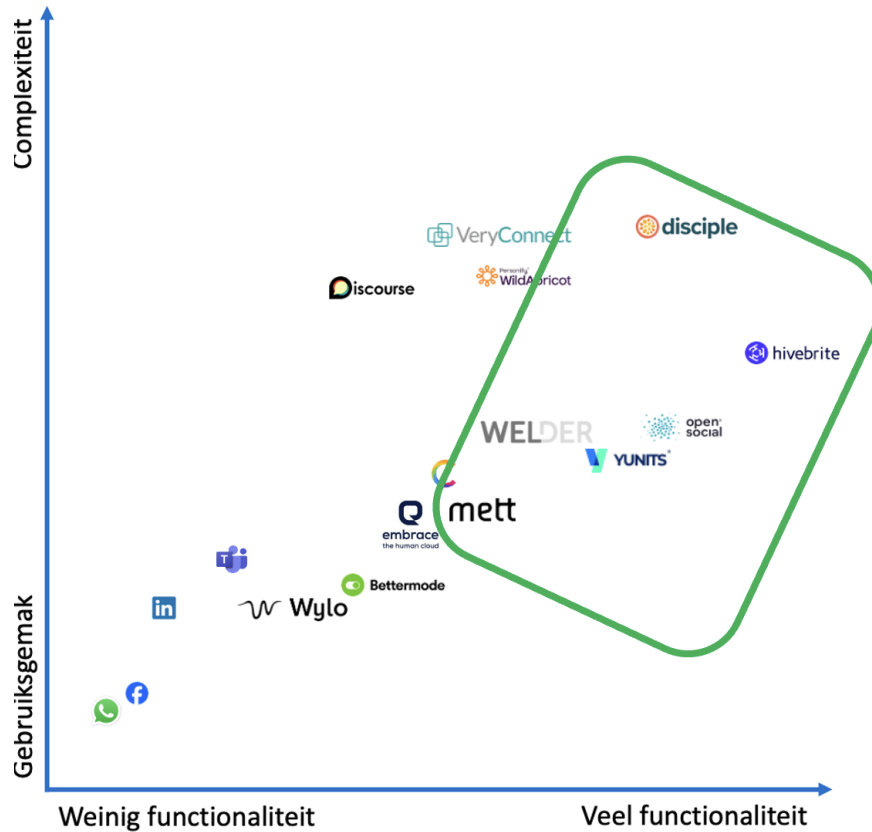 Complexiteit
disciple
VeryConnect
Personify
WildApricot
Discourse
hivebrite
open
social
WELDER
YUNITS
mett
embrace
the human cloud
T
Bettermode
in
Wylo
Gebruiksgemak
Weinig functionaliteit
Veel functionaliteit